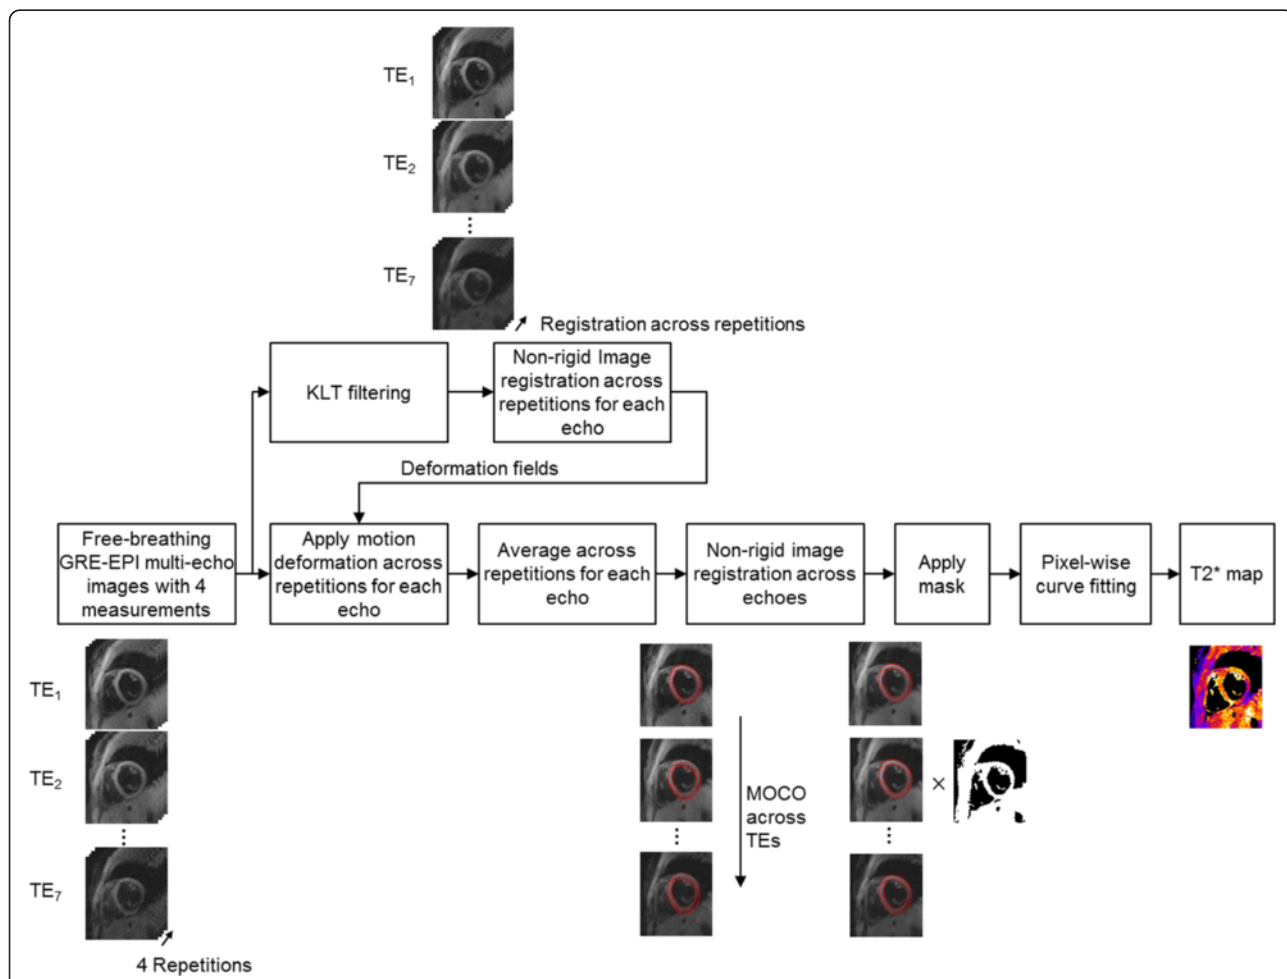 TE₁
TE₂
⋮
TE₇
Registration across repetitions
KLT filtering
Non-rigid Image
registration across
repetitions for each
echo
Deformation fields
Free-breathing
GRE-EPI multi-echo
images with 4
measurements
Apply motion
deformation across
repetitions for each
echo
Average across
repetitions for each
echo
Non-rigid image
registration across
echoes
Apply
mask
Pixel-wise
curve fitting
T2* map
TE₁
TE₂
⋮
TE₇
4 Repetitions
MOCO
across
TEs
⋮
⋮
×